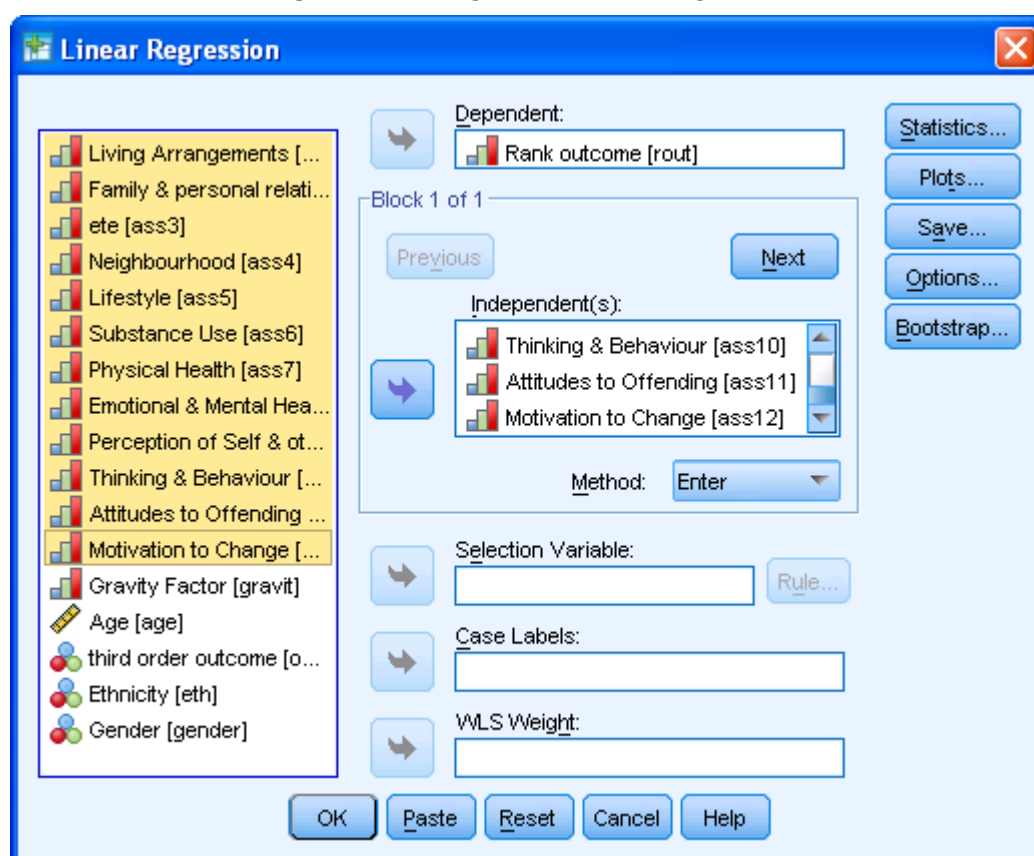 Linear Regression
Living Arrangements [...
Family & personal relati...
ete [ass3]
Neighbourhood [ass4]
Lifestyle [ass5]
Substance Use [ass6]
Physical Health [ass7]
Emotional & Mental Hea...
Perception of Self & ot...
Thinking & Behaviour [...
Attitudes to Offending ...
Motivation to Change [...
Gravity Factor [gravit]
Age [age]
third order outcome [o...
Ethnicity [eth]
Gender [gender]
Dependent:
Rank outcome [rout]
Block 1 of 1
Previous
Next
Independent(s):
Thinking & Behaviour [ass10]
Attitudes to Offending [ass11]
Motivation to Change [ass12]
Method: Enter
Selection Variable:
Rule...
Case Labels:
WLS Weight:
Statistics...
Plots...
Save...
Options...
Bootstrap...
OK Paste Reset Cancel Help